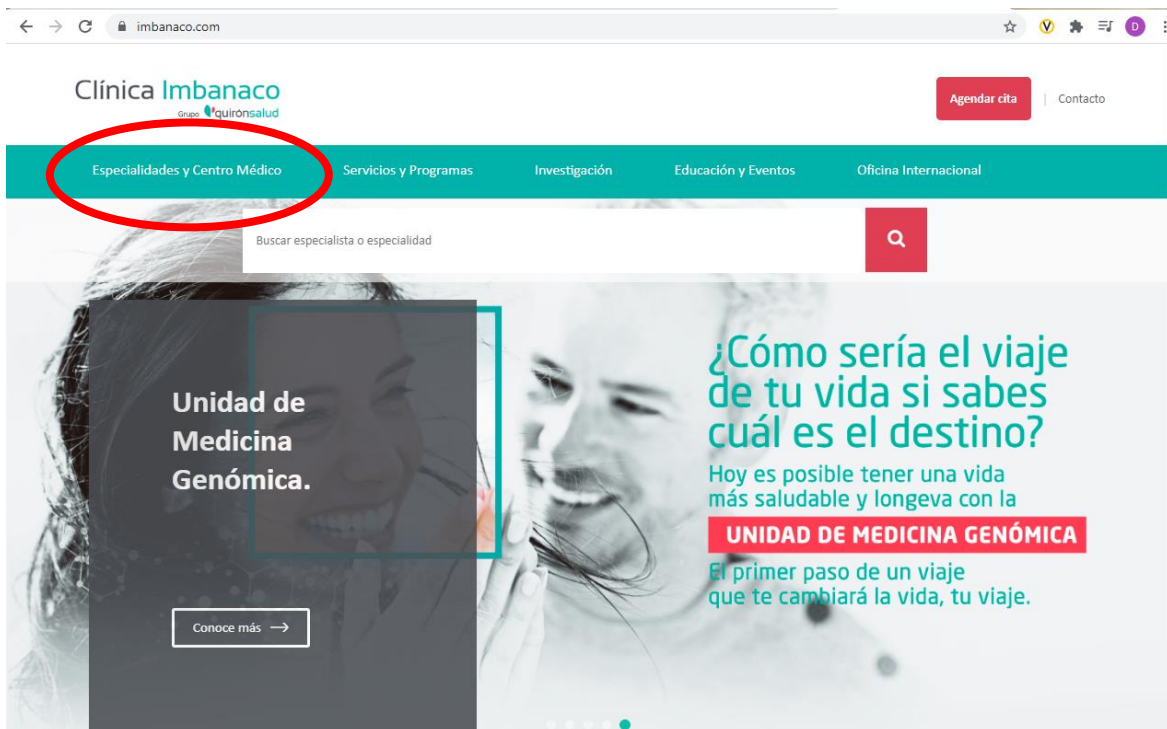 imbanaco.com
D
Clínica Imbanaco
Grupo quirónsalud
Agendar cita | Contacto
Especialidades y Centro Médico Servicios y Programas Investigación Educación y Eventos Oficina Internacional
Buscar especialista o especialidad
Unidad de
Medicina
Genómica.
Conoce más →
¿Cómo sería el viaje
de tu vida si sabes
cuál es el destino?
Hoy es posible tener una vida
más saludable y longeva con la
UNIDAD DE MEDICINA GENÓMICA
El primer paso de un viaje
que te cambiará la vida, tu viaje.